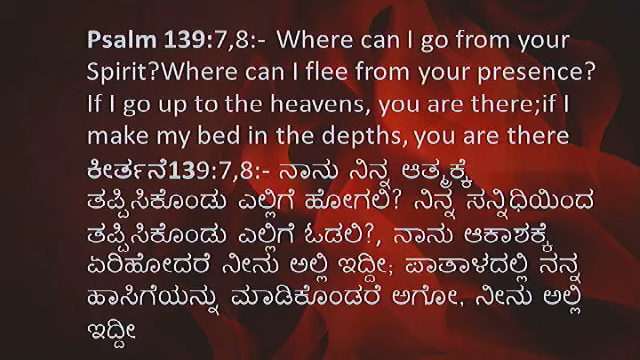 Psalm 139:7,8:- Where can I go from your
Spirit?Where can I flee from your presence?
If I go up to the heavens, you are there;if I
make my bed in the depths, you are there
ಕೀರ್ತನೆ139:7,8:- ನಾನು ನಿನ್ನ ಆತ್ಮಕ್ಕೆ
ತಪ್ಪಿಸಿಕೊಂಡು ಎಲ್ಲಿಗೆ ಹೋಗಲಿ? ನಿನ್ನ ಸನ್ನಿಧಿಯಿಂದ
ತಪ್ಪಿಸಿಕೊಂಡು ಎಲ್ಲಿಗೆ ಓಡಲಿ?, ನಾನು ಆಕಾಶಕ್ಕೆ
ಏರಿಹೋದರೆ ನೀನು ಅಲ್ಲಿ ಇದ್ದೀ; ಪಾತಾಳದಲ್ಲಿ ನನ್ನ
ಹಾಸಿಗೆಯನ್ನು ಮಾಡಿಕೊಂಡರೆ ಅಗೋ, ನೀನು ಅಲ್ಲಿ
ಇದ್ದೀ